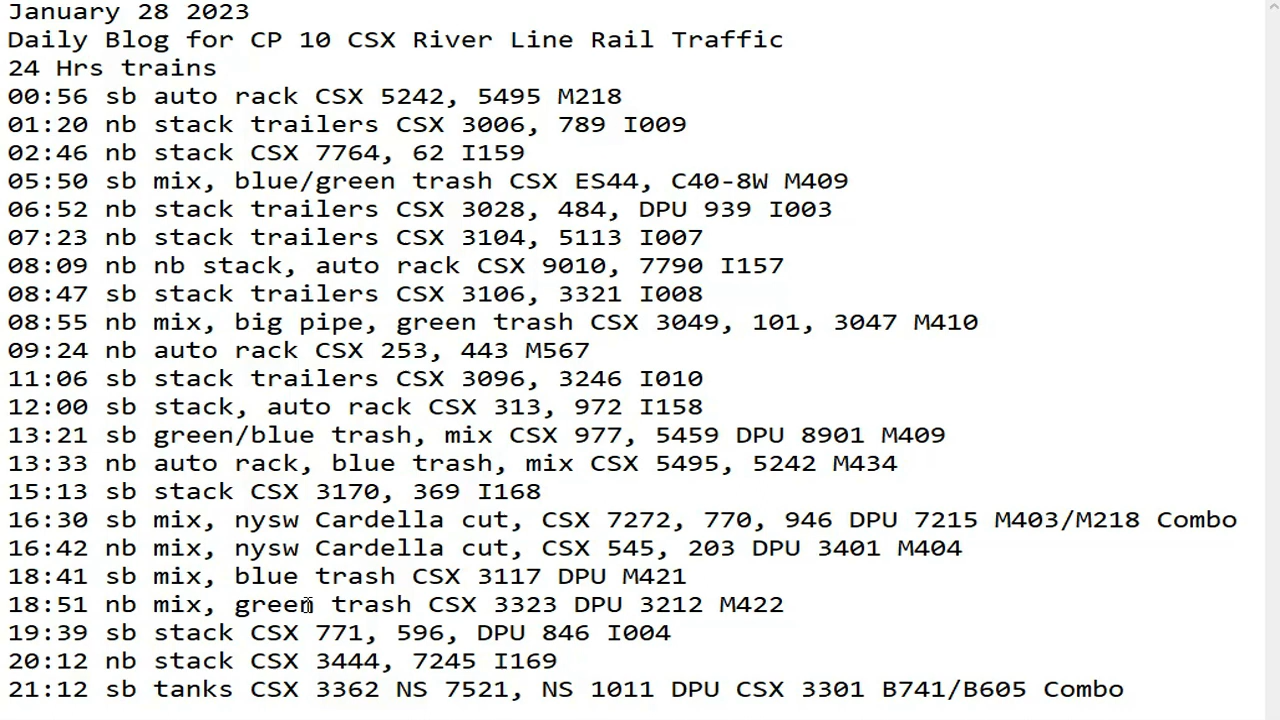 January 28 2023
Daily Blog for CP 10 CSX River Line Rail Traffic
24 Hrs trains
00:56 sb auto rack CSX 5242, 5495 M218
01:20 nb stack trailers CSX 3006, 789 I009
02:46 nb stack CSX 7764, 62 I159
05:50 sb mix, blue/green trash CSX ES44, C40-8W M409
06:52 nb stack trailers CSX 3028, 484, DPU 939 I003
07:23 nb stack trailers CSX 3104, 5113 I007
08:09 nb nb stack, auto rack CSX 9010, 7790 I157
08:47 sb stack trailers CSX 3106, 3321 I008
08:55 nb mix, big pipe, green trash CSX 3049, 101, 3047 M410
09:24 nb auto rack CSX 253, 443 M567
11:06 sb stack trailers CSX 3096, 3246 I010
12:00 sb stack, auto rack CSX 313, 972 I158
13:21 sb green/blue trash, mix CSX 977, 5459 DPU 8901 M409
13:33 nb auto rack, blue trash, mix CSX 5495, 5242 M434
15:13 sb stack CSX 3170, 369 I168
16:30 sb mix, nysw Cardella cut, CSX 7272, 770, 946 DPU 7215 M403/M218 Combo
16:42 nb mix, nysw Cardella cut, CSX 545, 203 DPU 3401 M404
18:41 sb mix, blue trash CSX 3117 DPU M421
18:51 nb mix, green trash CSX 3323 DPU 3212 M422
19:39 sb stack CSX 771, 596, DPU 846 I004
20:12 nb stack CSX 3444, 7245 I169
21:12 sb tanks CSX 3362 NS 7521, NS 1011 DPU CSX 3301 B741/B605 Combo